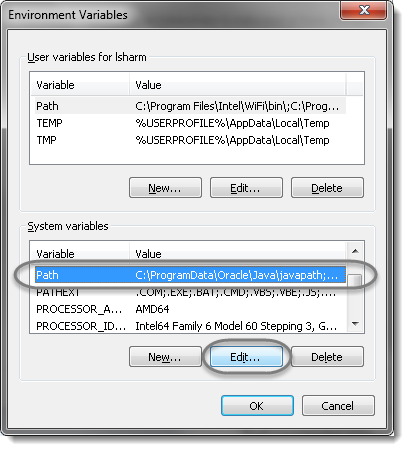 Environment Variables
User variables for lsharm
Variable Value
Path C:\Program Files\Intel\WiFi\bin\;C:\Prog...
TEMP %USERPROFILE%\AppData\Local\Temp
TMP %USERPROFILE%\AppData\Local\Temp
New... Edit... Delete
System variables
Variable Value
Path C:\ProgramData\Oracle\Java\javapath;...
PATHEXT .COM;.EXE;.BAT;.CMD;.VBS;.VBE;.JS;....
PROCESSOR_A... AMD64
PROCESSOR_ID... Intel64 Family 6 Model 60 Stepping 3, G...
New... Edit... Delete
OK Cancel